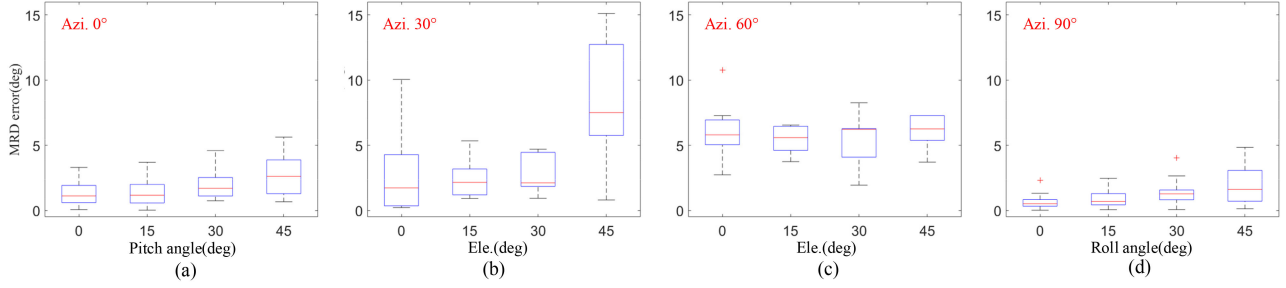 MRD error(deg)
15
10
5
0
Azi. 0°
0 15 30 45
Pitch angle(deg)
(a)
15
10
5
0
Azi. 30°
0 15 30 45
Ele.(deg)
(b)
15
10
5
0
Azi. 60°
0 15 30 45
Ele.(deg)
(c)
15
10
5
0
Azi. 90°
0 15 30 45
Roll angle(deg)
(d)